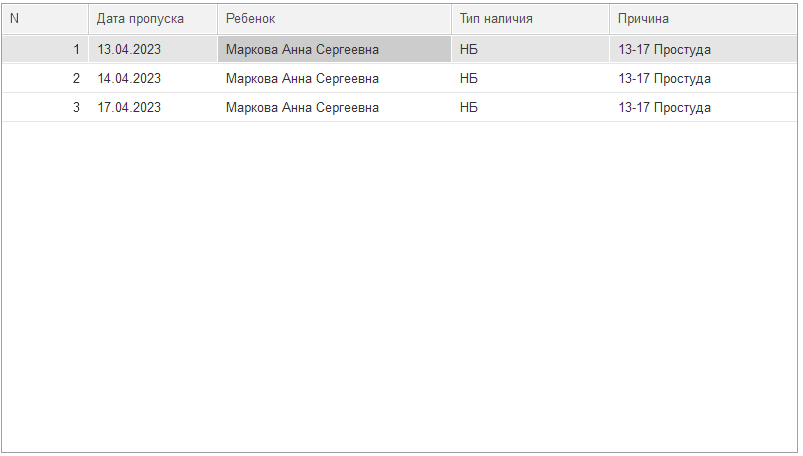 N Дата пропуска Ребенок Тип наличия Причина
1 13.04.2023 Маркова Анна Сергеевна НБ 13-17 Простуда
2 14.04.2023 Маркова Анна Сергеевна НБ 13-17 Простуда
3 17.04.2023 Маркова Анна Сергеевна НБ 13-17 Простуда